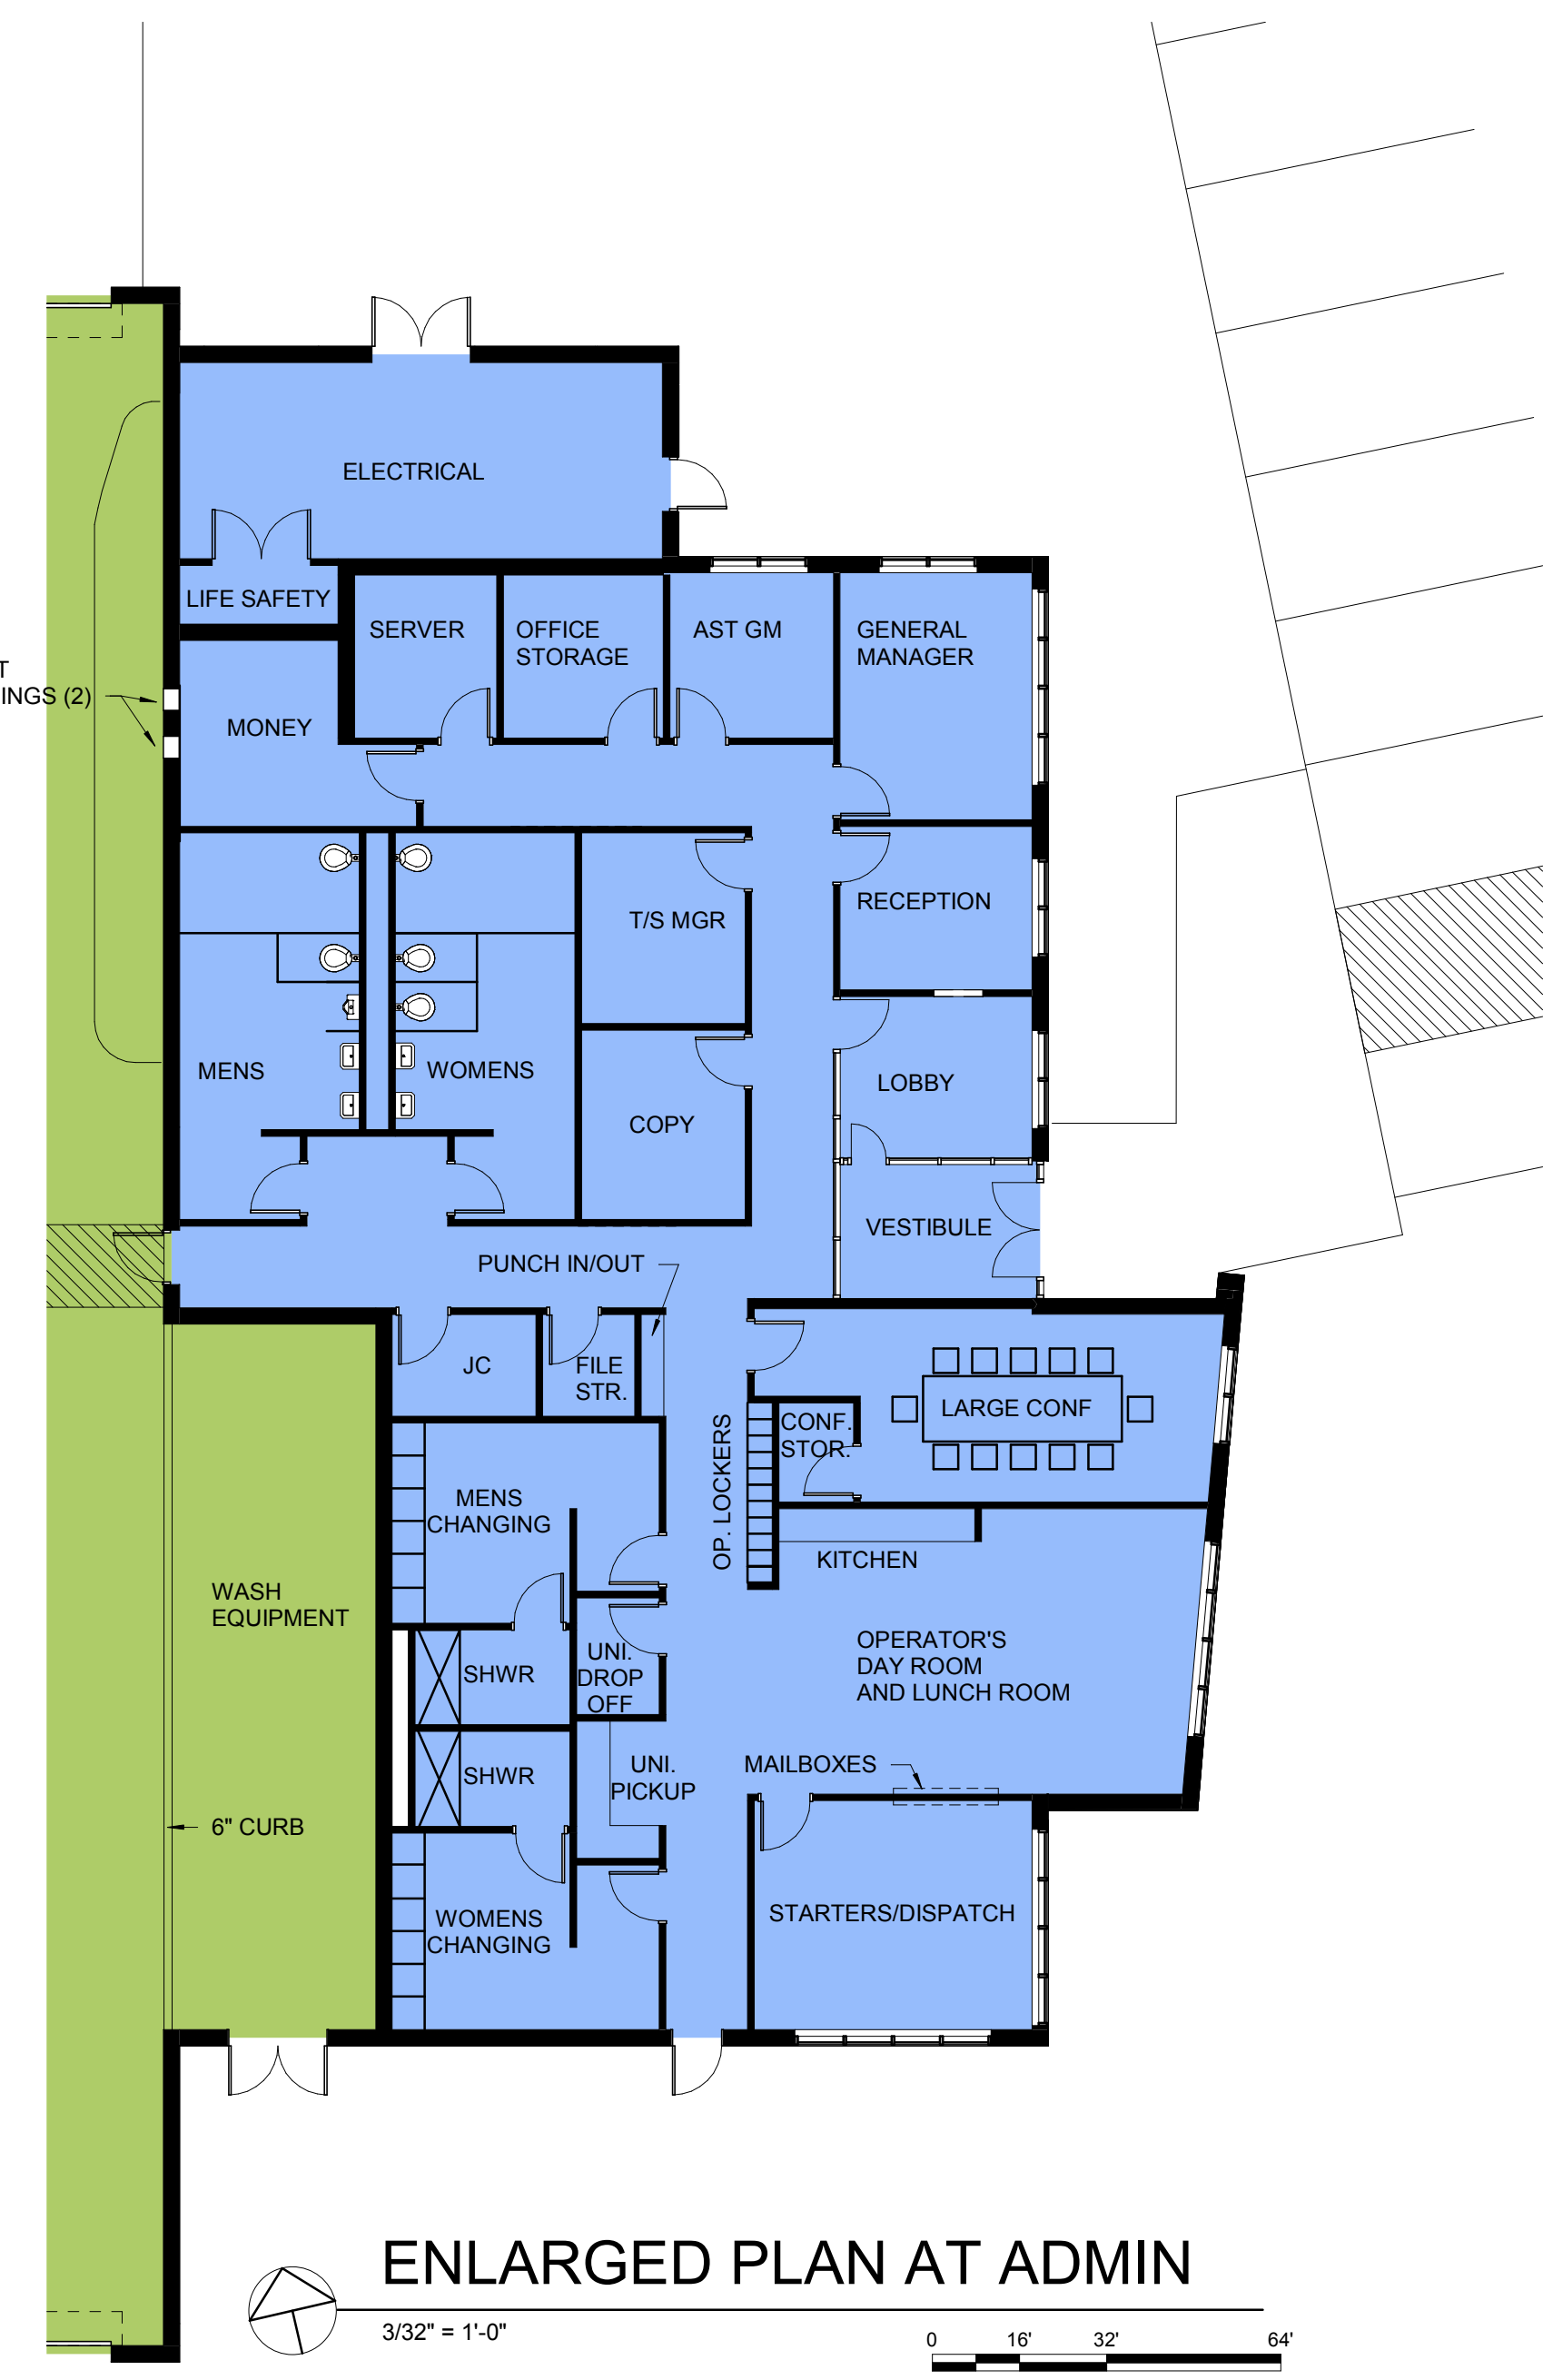 ELECTRICAL
LIFE SAFETY
SERVER
OFFICE
STORAGE
AST GM
GENERAL
MANAGER
T
INGS (2)
MONEY
T/S MGR
RECEPTION
MENS
WOMENS
LOBBY
COPY
VESTIBULE
PUNCH IN/OUT
JC
FILE
STR.
LARGE CONF
CONF.
STOR.
OP. LOCKERS
MENS
CHANGING
KITCHEN
WASH
EQUIPMENT
OPERATOR'S
DAY ROOM
AND LUNCH ROOM
UNI.
DROP
OFF
SHWR
SHWR
UNI.
PICKUP
MAILBOXES
6" CURB
STARTERS/DISPATCH
WOMENS
CHANGING
ENLARGED PLAN AT ADMIN
3/32" = 1'-0"
0 16' 32' 64'